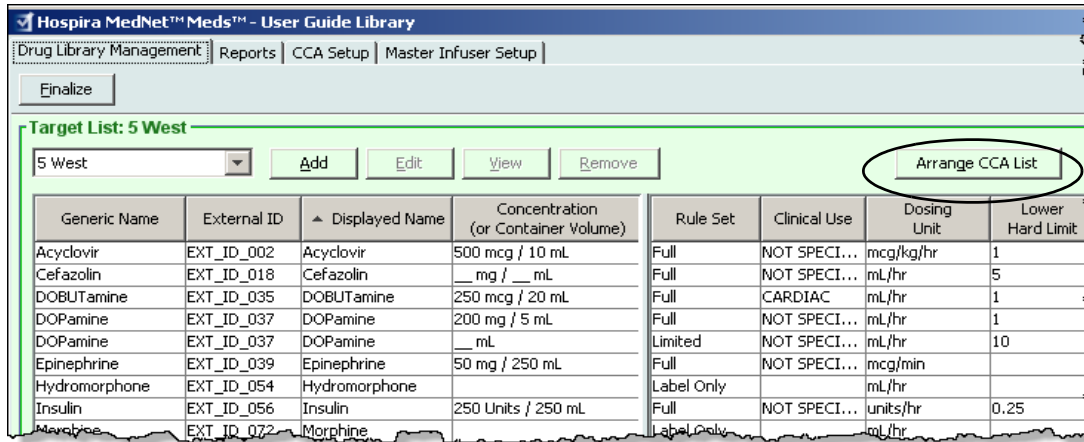 Hospira MedNet™ Meds™ - User Guide Library
Drug Library Management Reports CCA Setup Master Infuser Setup
Finalize
Target List: 5 West
5 West Add Edit View Remove Arrange CCA List
Generic Name External ID Displayed Name Concentration (or Container Volume) Rule Set Clinical Use Dosing Unit Lower Hard Limit
Acyclovir EXT_ID_002 Acyclovir 500 mcg / 10 mL Full NOT SPECI... mcg/kg/hr 1
Cefazolin EXT_ID_018 Cefazolin __ mg / __ mL Full NOT SPECI... mL/hr 5
DOBUTamine EXT_ID_035 DOBUTamine 250 mcg / 20 mL Full CARDIAC mL/hr 1
DOPamine EXT_ID_037 DOPamine 200 mg / 5 mL Full NOT SPECI... mL/hr 1
DOPamine EXT_ID_037 DOPamine __ mL Limited NOT SPECI... mL/hr 10
Epinephrine EXT_ID_039 Epinephrine 50 mg / 250 mL Full NOT SPECI... mcg/min
Hydromorphone EXT_ID_054 Hydromorphone Label Only mL/hr
Insulin EXT_ID_056 Insulin 250 Units / 250 mL Full NOT SPECI... units/hr 0.25
Morphine EXT_ID_072 Morphine Label Only mL/hr